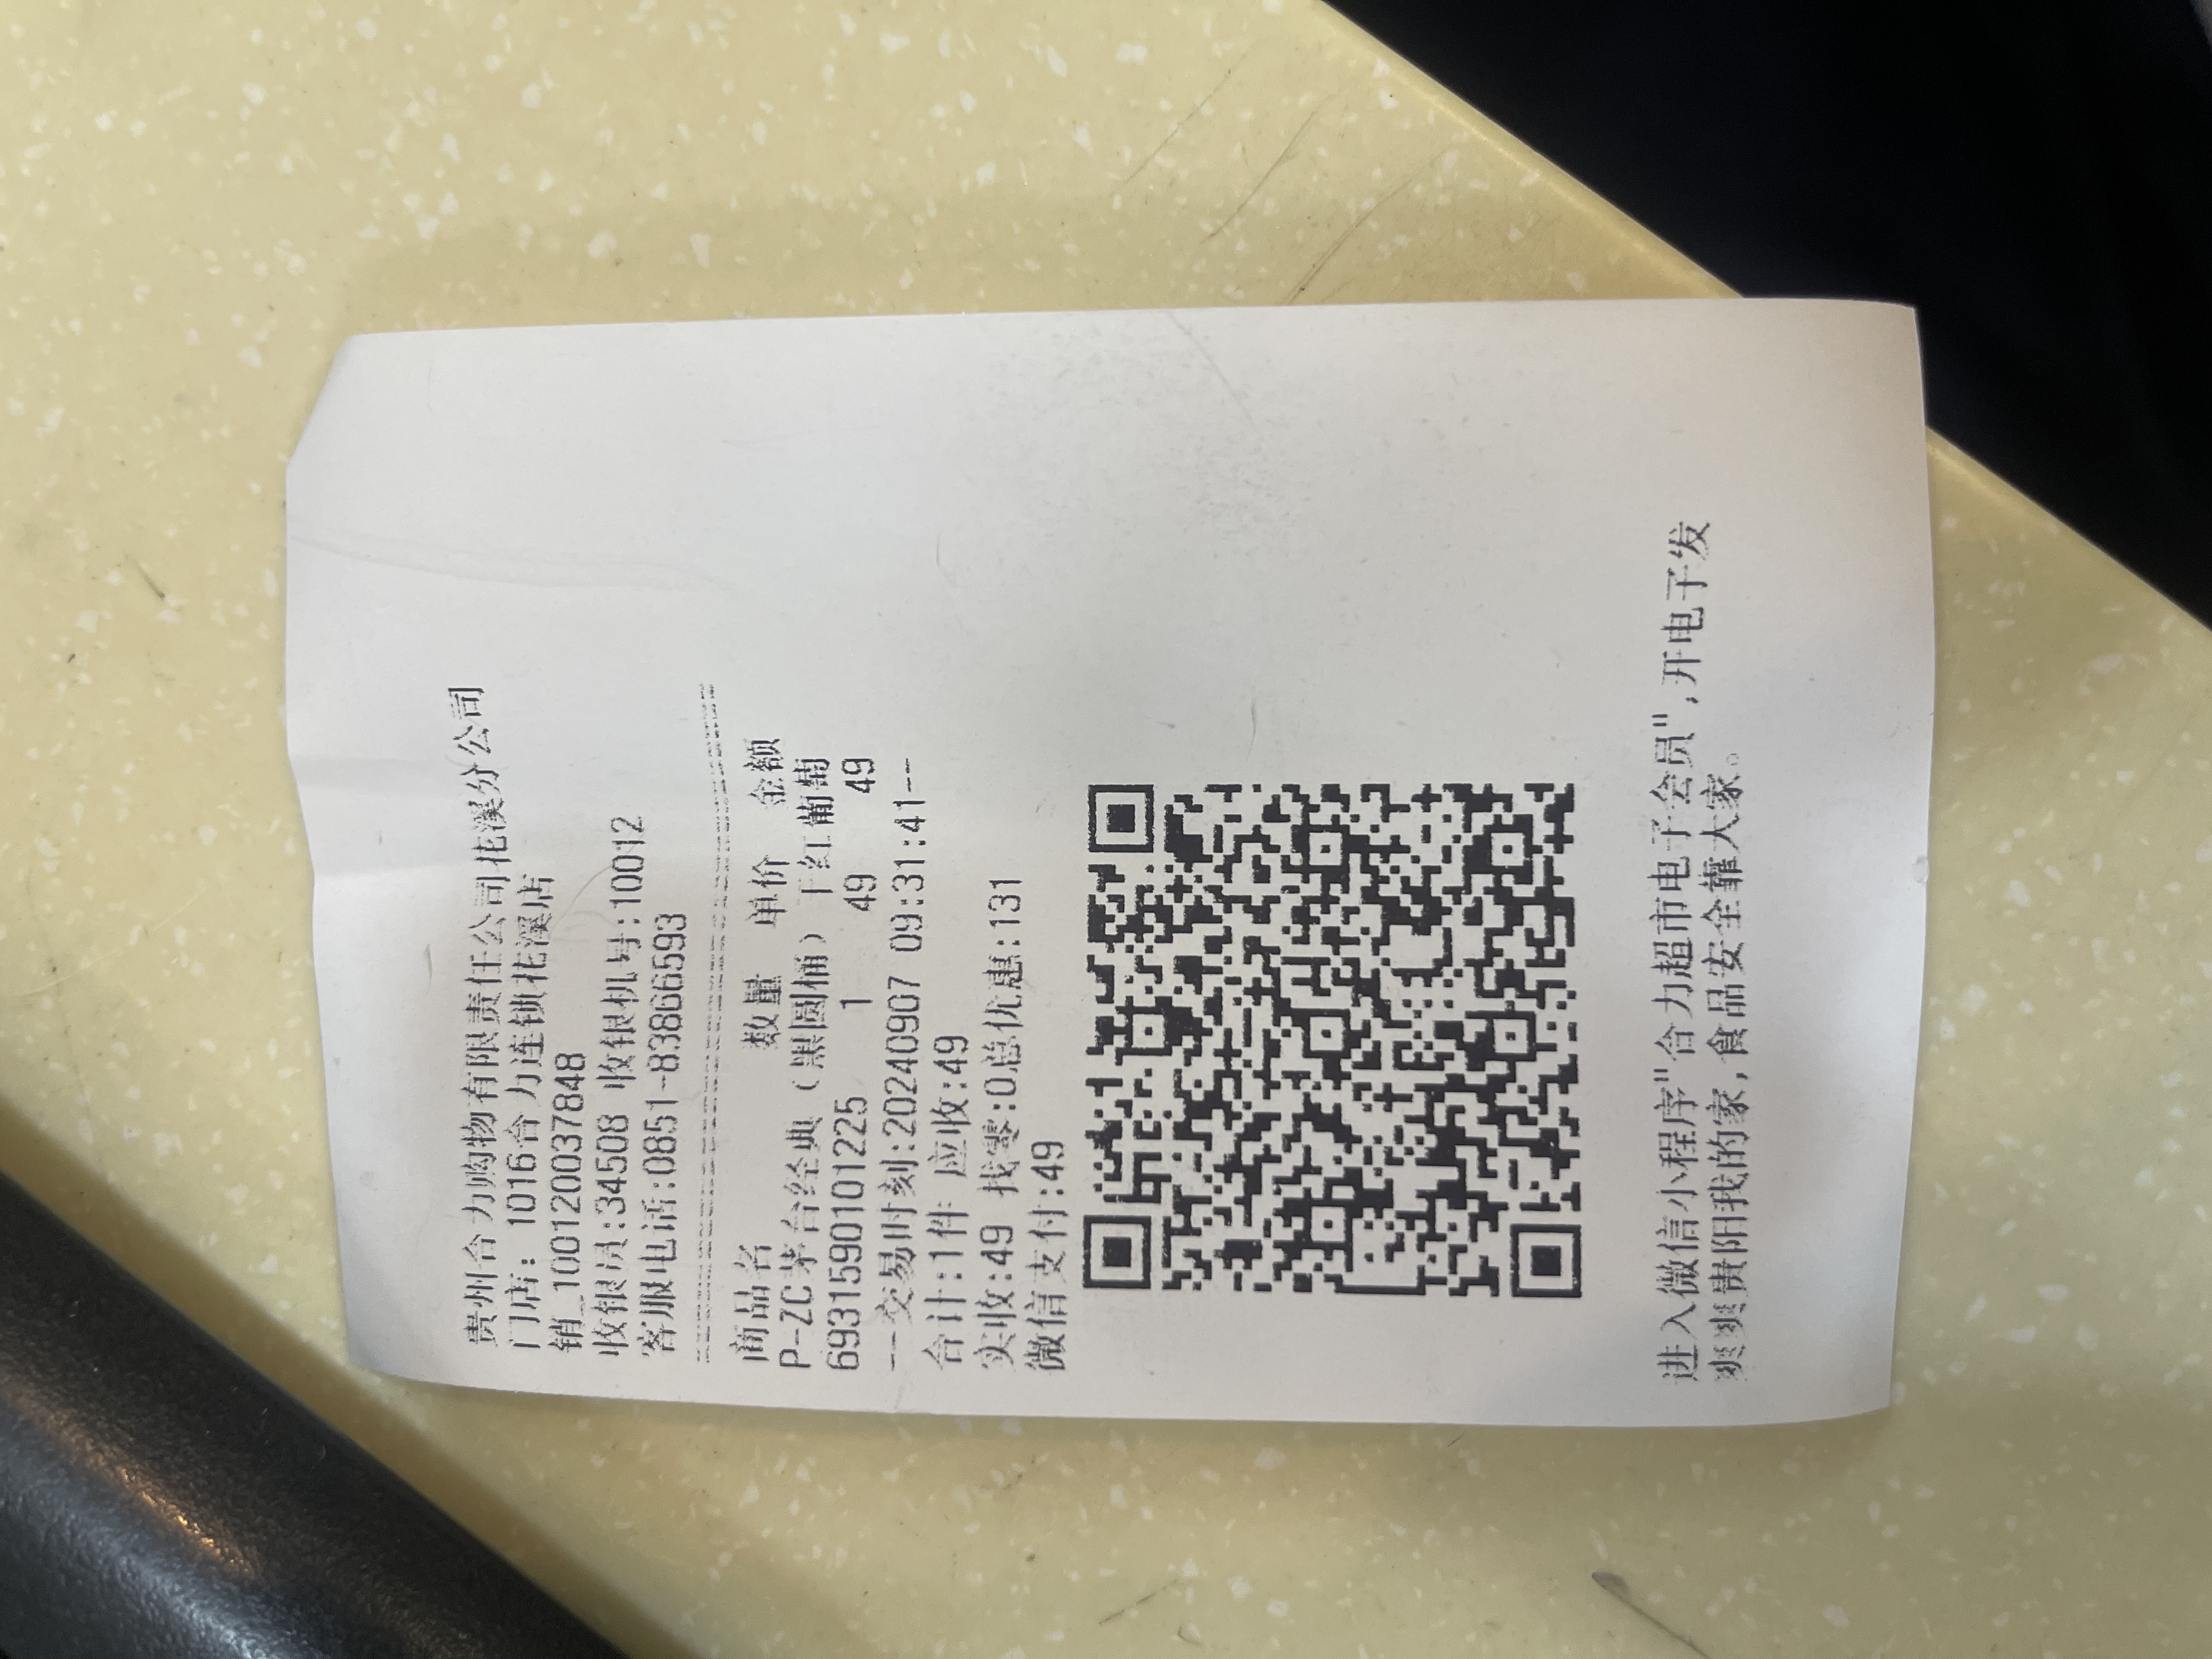 贵州合力购物有限责任公司花溪分公司
门店: 1016合力连锁花溪店
销_100120037848
收银员:34508 收银机号:10012
客服电话:0851-83866593
商品名 数量 单价 金额
P-ZC茅台经典(黑圆桶)干红葡萄
6931590101225 1 49 49
--交易时刻:20240907 09:31:41--
合计:1件 应收:49
实收:49 找零:0总优惠:131
微信支付:49
进入微信小程序"合力超市电子会员",开电子发
爽爽贵阳我的家,食品安全靠大家。